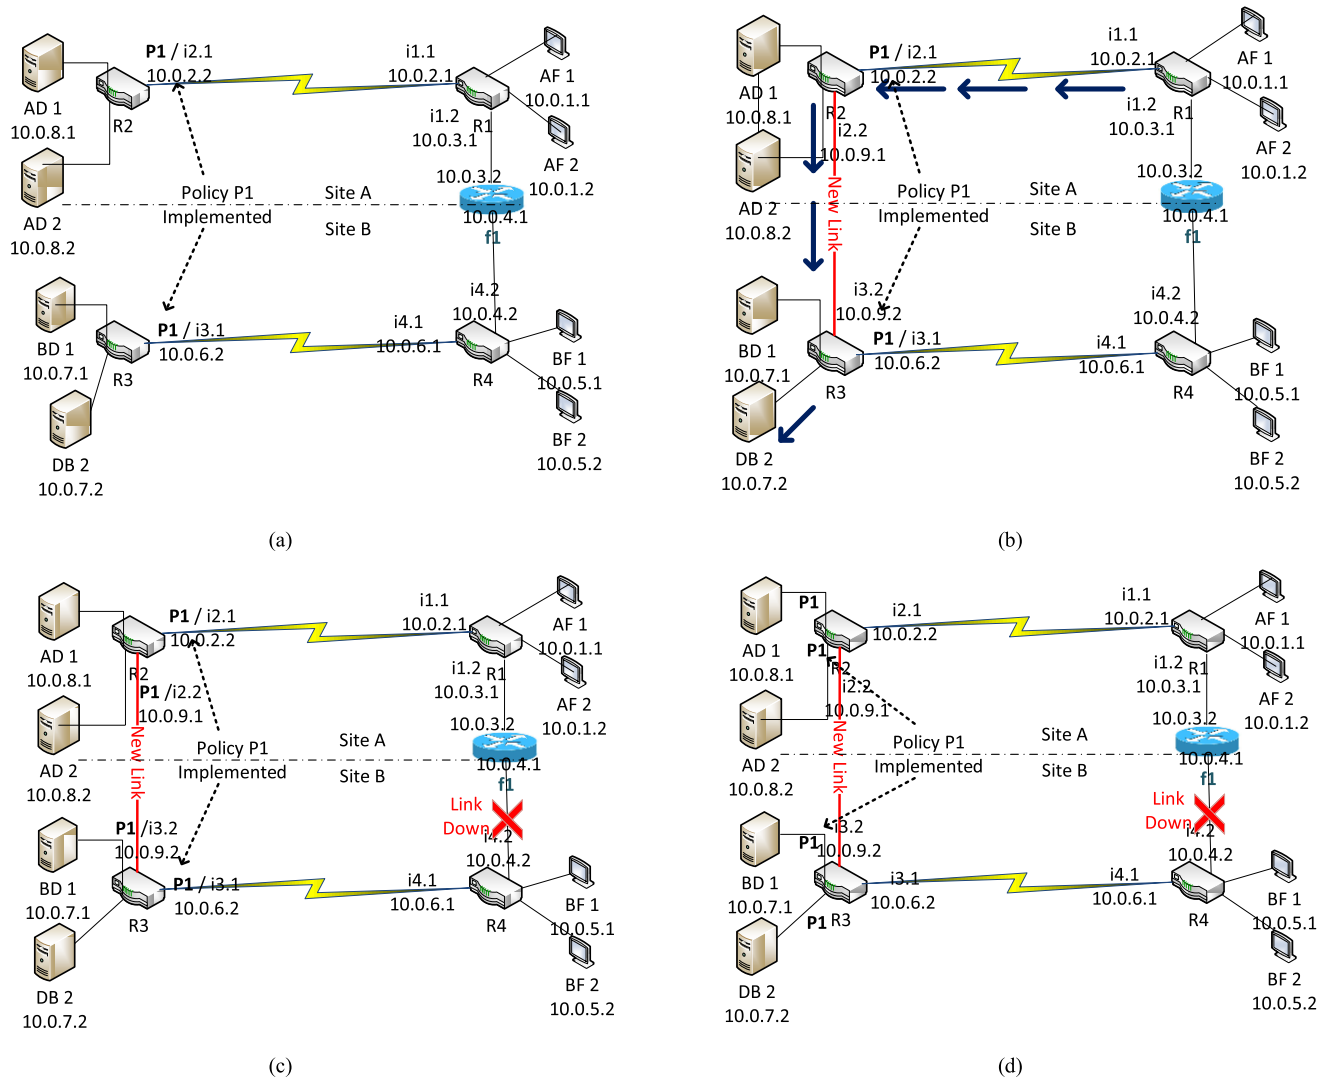 P1 / i2.1
10.0.2.2
i1.1
10.0.2.1
AF 1
10.0.1.1
AD 1
10.0.8.1
R2
i1.2
10.0.3.1
R1
AF 2
10.0.1.2
10.0.3.2
Policy P1
Implemented
Site A
Site B
10.0.4.1
f1
AD 2
10.0.8.2
i4.2
10.0.4.2
BD 1
10.0.7.1
R3
P1 / i3.1
10.0.6.2
i4.1
10.0.6.1
R4
BF 1
10.0.5.1
DB 2
10.0.7.2
BF 2
10.0.5.2
(a)
P1 / i2.1
10.0.2.2
i1.1
10.0.2.1
AF 1
10.0.1.1
AD 1
10.0.8.1
R2
i2.2
10.0.9.1
i1.2
10.0.3.1
R1
AF 2
10.0.1.2
10.0.3.2
New Link
Policy P1
Implemented
Site A
Site B
10.0.4.1
f1
AD 2
10.0.8.2
i3.2
10.0.9.2
i4.2
10.0.4.2
BD 1
10.0.7.1
R3
P1 / i3.1
10.0.6.2
i4.1
10.0.6.1
R4
BF 1
10.0.5.1
DB 2
10.0.7.2
BF 2
10.0.5.2
(b)
P1 / i2.1
10.0.2.2
i1.1
10.0.2.1
AF 1
10.0.1.1
AD 1
10.0.8.1
R2
P1 /i2.2
10.0.9.1
i1.2
10.0.3.1
R1
AF 2
10.0.1.2
10.0.3.2
New Link
Policy P1
Implemented
Site A
Site B
10.0.4.1
f1
AD 2
10.0.8.2
Link
Down
P1 /i3.2
10.0.9.2
i4.2
10.0.4.2
BD 1
10.0.7.1
R3
P1 / i3.1
10.0.6.2
i4.1
10.0.6.1
R4
BF 1
10.0.5.1
DB 2
10.0.7.2
BF 2
10.0.5.2
(c)
P1
i2.1
10.0.2.2
i1.1
10.0.2.1
AF 1
10.0.1.1
AD 1
10.0.8.1
P1
R2
i2.2
10.0.9.1
i1.2
10.0.3.1
R1
AF 2
10.0.1.2
10.0.3.2
New Link
Policy P1
Implemented
Site A
Site B
10.0.4.1
f1
AD 2
10.0.8.2
Link
Down
i3.2
P1
10.0.9.2
i4.2
10.0.4.2
BD 1
10.0.7.1
P1
R3
i3.1
10.0.6.2
i4.1
10.0.6.1
R4
BF 1
10.0.5.1
DB 2
10.0.7.2
BF 2
10.0.5.2
(d)